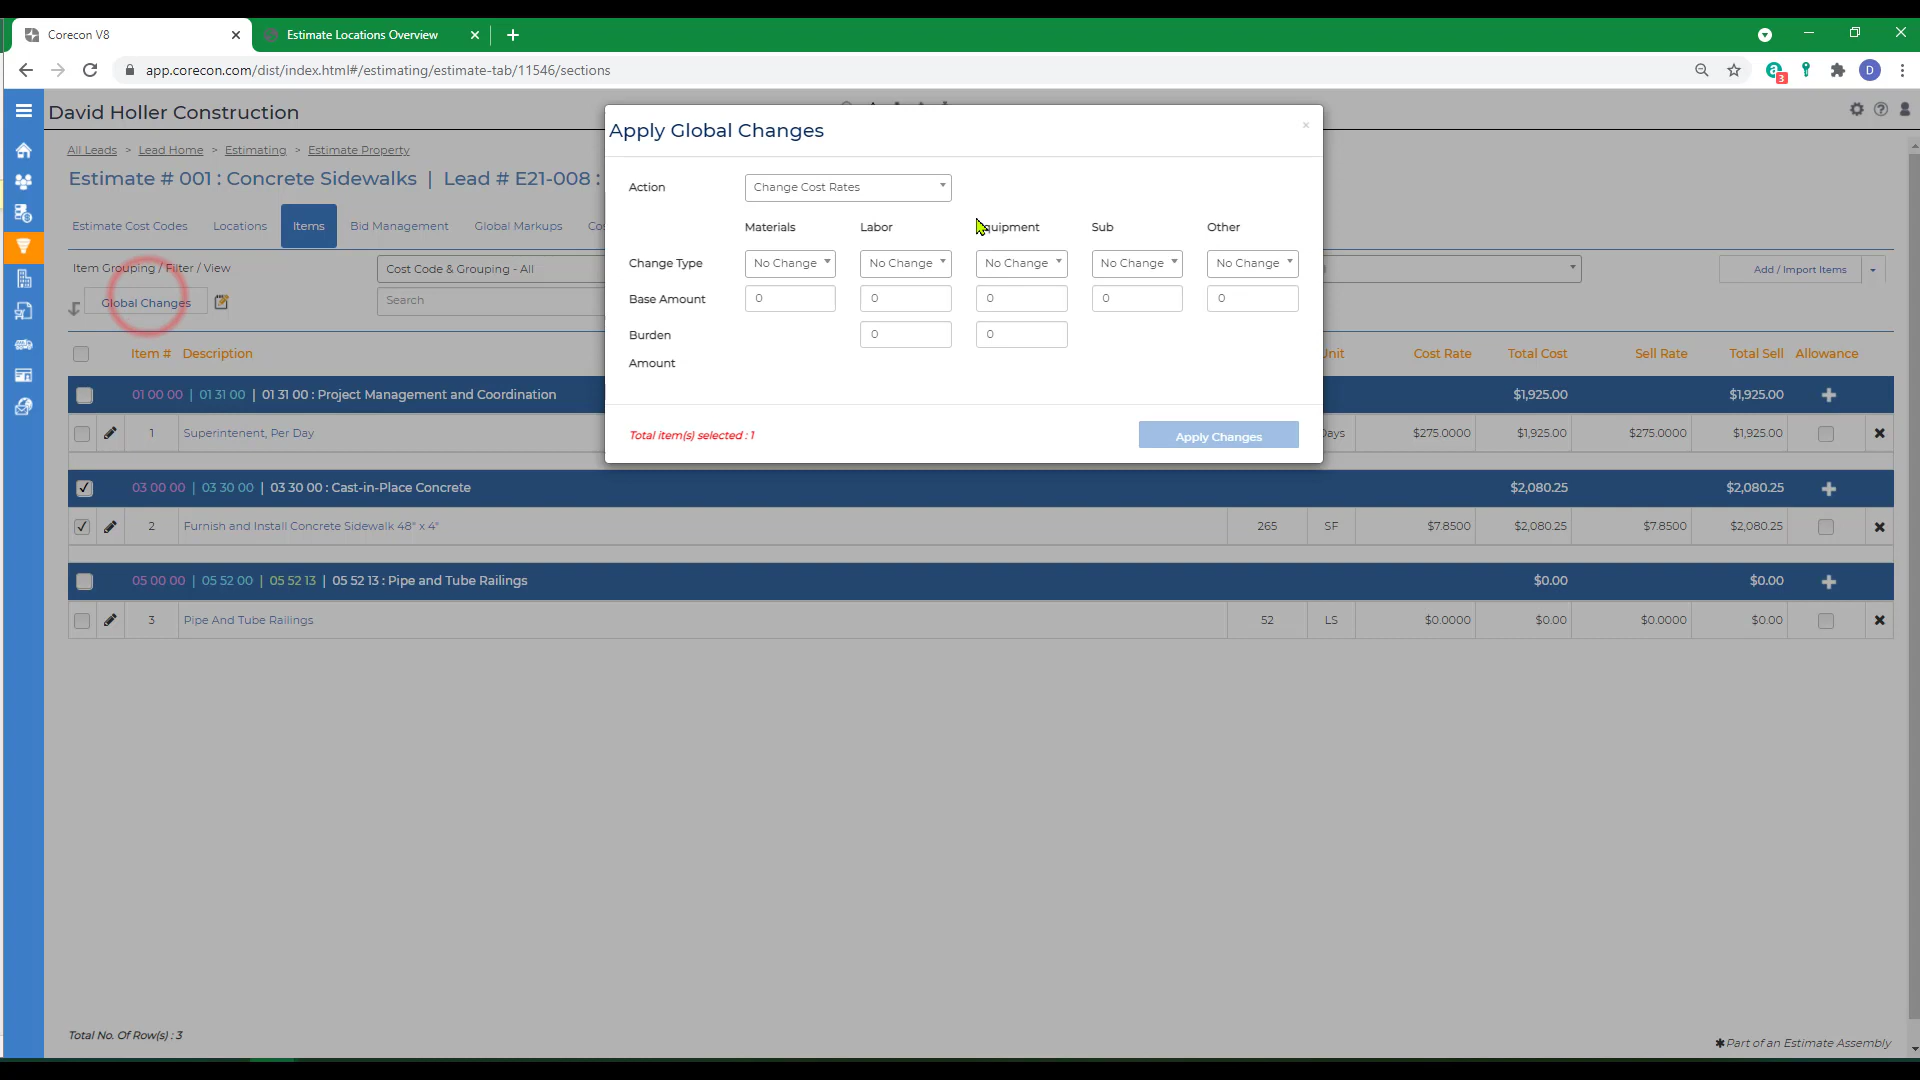 Corecon V8
Estimate Locations Overview
app.corecon.com/dist/index.html#/estimating/estimate-tab/11546/sections
3
D
David Holler Construction
All Leads > Lead Home > Estimating > Estimate Property
Estimate # 001 : Concrete Sidewalks | Lead # E21-008 :
Estimate Cost Codes Locations Items Bid Management Global Markups
Item Grouping / Filter / View Cost Code & Grouping - All Add / Import Items
Global Changes Search
Apply Global Changes
Action Change Cost Rates
Materials Labor Equipment Sub Other
Change Type No Change No Change No Change No Change No Change
Base Amount 0 0 0 0 0
Burden 0 0
Amount
Total item(s) selected : 1 Apply Changes
Item # Description Unit Cost Rate Total Cost Sell Rate Total Sell Allowance
01 00 00 | 01 31 00 | 01 31 00 : Project Management and Coordination $1,925.00 $1,925.00
1 Superintenent, Per Day Days $275.0000 $1,925.00 $275.0000 $1,925.00
03 00 00 | 03 30 00 | 03 30 00 : Cast-in-Place Concrete $2,080.25 $2,080.25
2 Furnish and Install Concrete Sidewalk 48" x 4" 265 SF $7.8500 $2,080.25 $7.8500 $2,080.25
05 00 00 | 05 52 00 | 05 52 13 | 05 52 13 : Pipe and Tube Railings $0.00 $0.00
3 Pipe And Tube Railings 52 LS $0.0000 $0.00 $0.0000 $0.00
Total No. Of Row(s) : 3
✱Part of an Estimate Assembly